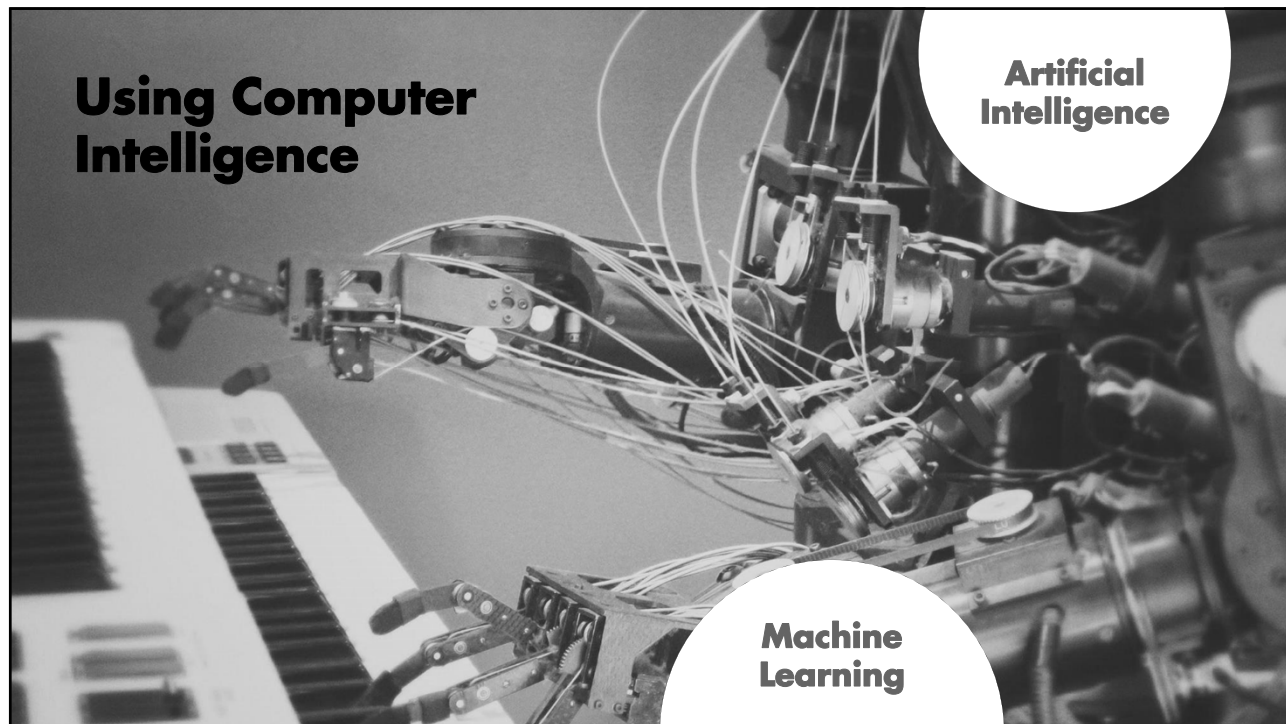 Using Computer
Intelligence
Artificial
Intelligence
Machine
Learning